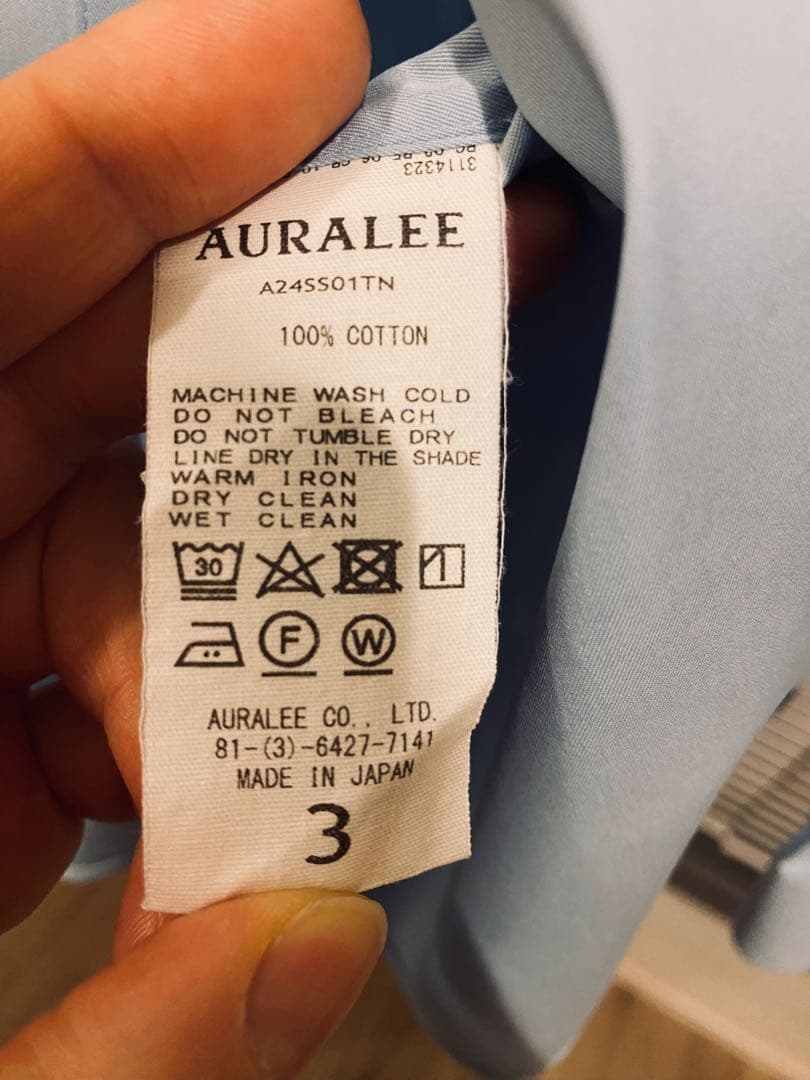 3114323
AURALEE
A24SS01TN
100% COTTON
MACHINE WASH COLD
DO NOT BLEACH
DO NOT TUMBLE DRY
LINE DRY IN THE SHADE
WARM IRON
DRY CLEAN
WET CLEAN
30
F W
AURALEE CO., LTD.
81-(3)-6427-7141
MADE IN JAPAN
3